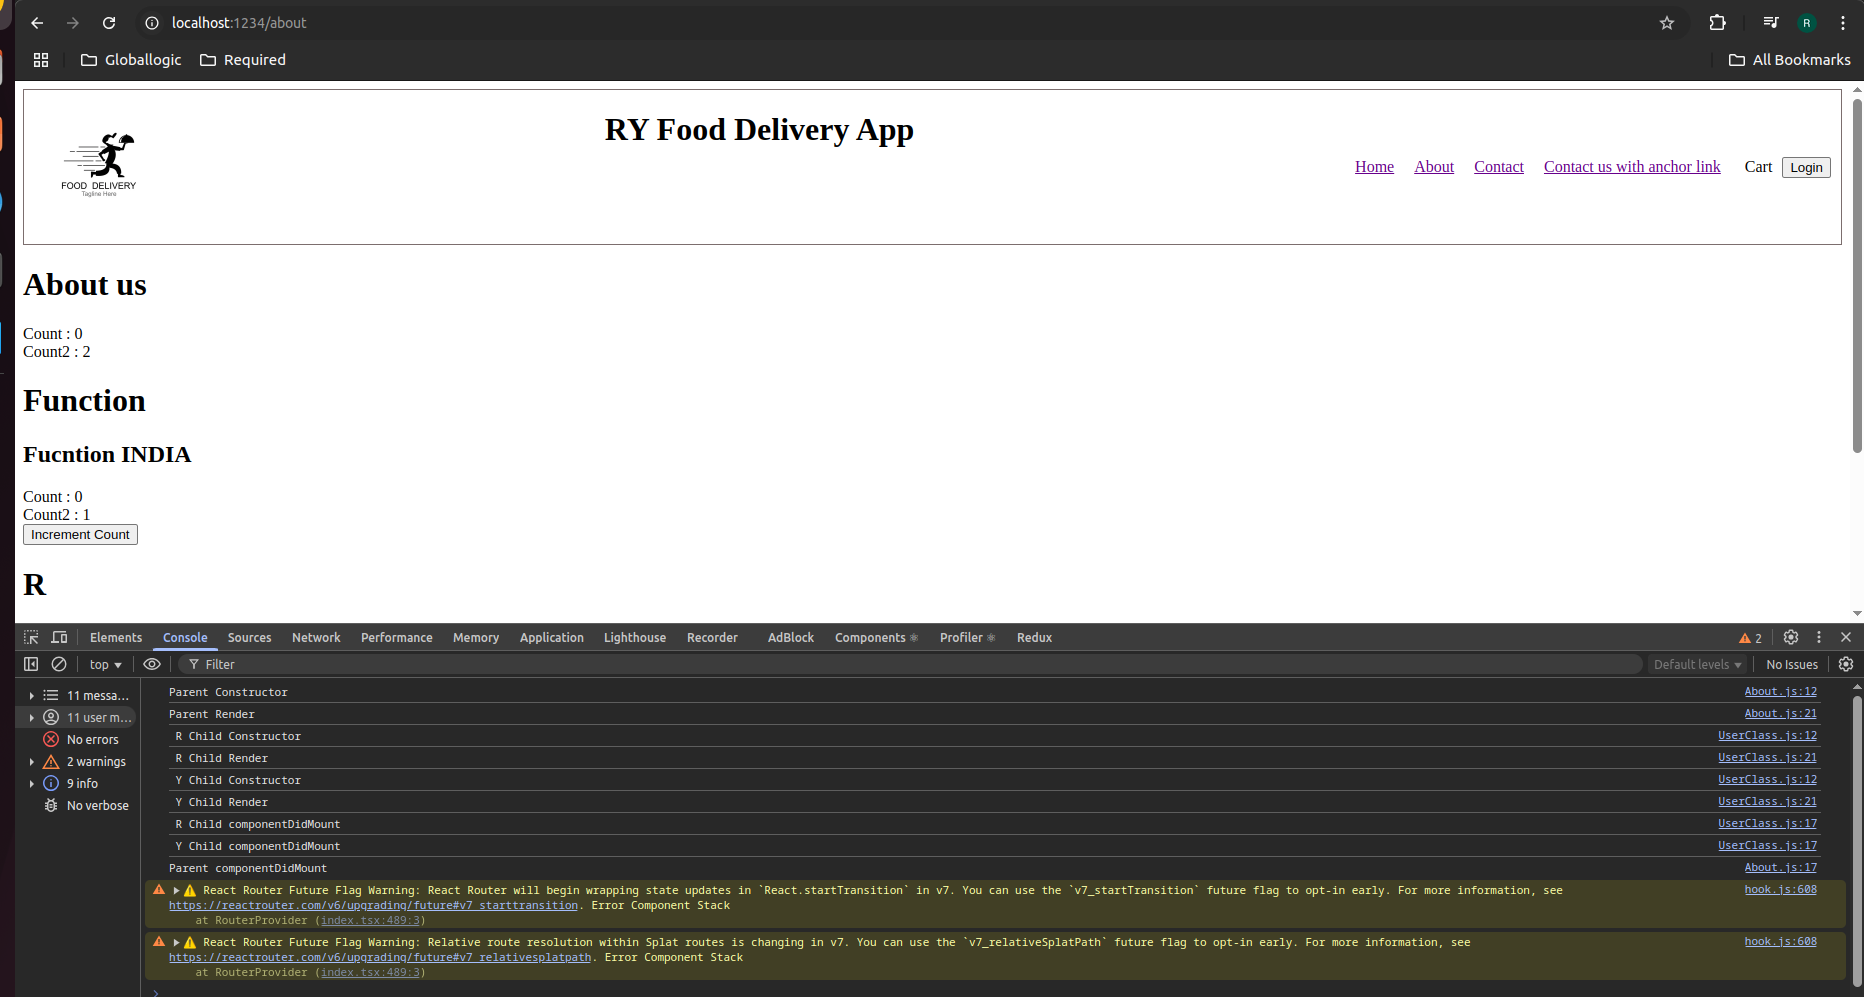 localhost:1234/about
R
Globallogic
Required
All Bookmarks
RY Food Delivery App
FOOD DELIVERY
Tagline Here
Home About Contact Contact us with anchor link Cart Login
About us
Count : 0
Count2 : 2
Function
Fucntion INDIA
Count : 0
Count2 : 1
Increment Count
R
Elements Console Sources Network Performance Memory Application Lighthouse Recorder AdBlock Components Profiler Redux 2
top Filter Default levels No Issues
11 messa...
11 user m...
No errors
2 warnings
9 info
No verbose
Parent Constructor About.js:12
Parent Render About.js:21
R Child Constructor UserClass.js:12
R Child Render UserClass.js:21
Y Child Constructor UserClass.js:12
Y Child Render UserClass.js:21
R Child componentDidMount UserClass.js:17
Y Child componentDidMount UserClass.js:17
Parent componentDidMount About.js:17
React Router Future Flag Warning: React Router will begin wrapping state updates in `React.startTransition` in v7. You can use the `v7_startTransition` future flag to opt-in early. For more information, see hook.js:608
https://reactrouter.com/v6/upgrading/future#v7_starttransition. Error Component Stack
at RouterProvider (index.tsx:489:3)
React Router Future Flag Warning: Relative route resolution within Splat routes is changing in v7. You can use the `v7_relativeSplatPath` future flag to opt-in early. For more information, see hook.js:608
https://reactrouter.com/v6/upgrading/future#v7_relativesplatpath. Error Component Stack
at RouterProvider (index.tsx:489:3)